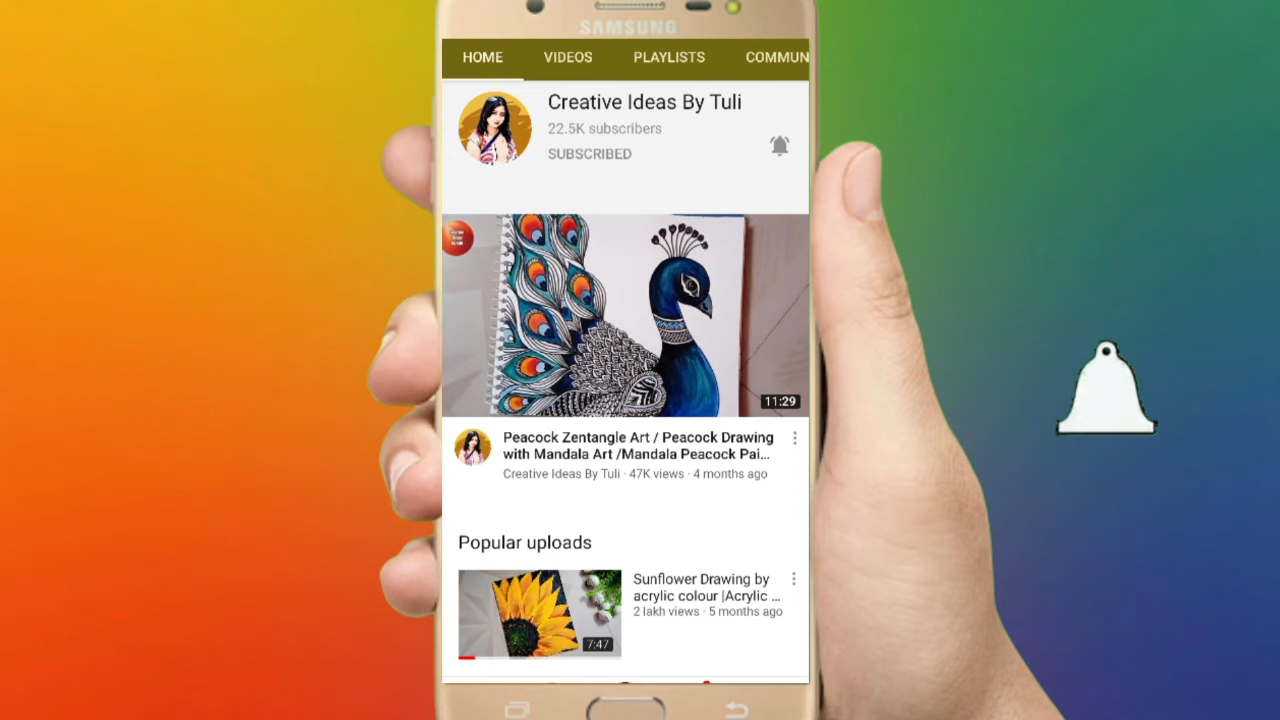 SAMSUNG
HOME VIDEOS PLAYLISTS COMMUN
Creative Ideas By Tuli
22.5K subscribers
SUBSCRIBED
11:29
Peacock Zentangle Art / Peacock Drawing
with Mandala Art /Mandala Peacock Pai...
Creative Ideas By Tuli · 47K views · 4 months ago
Popular uploads
Sunflower Drawing by
acrylic colour |Acrylic ...
2 lakh views · 5 months ago
7:47